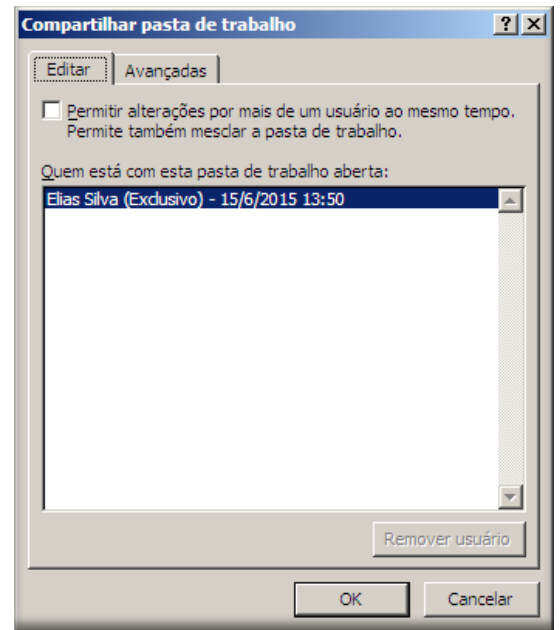 Compartilhar pasta de trabalho
Editar
Avançadas
Permitir alterações por mais de um usuário ao mesmo tempo.
Permite também mesclar a pasta de trabalho.
Quem está com esta pasta de trabalho aberta:
Elias Silva (Exclusivo) - 15/6/2015 13:50
Remover usuário
OK
Cancelar